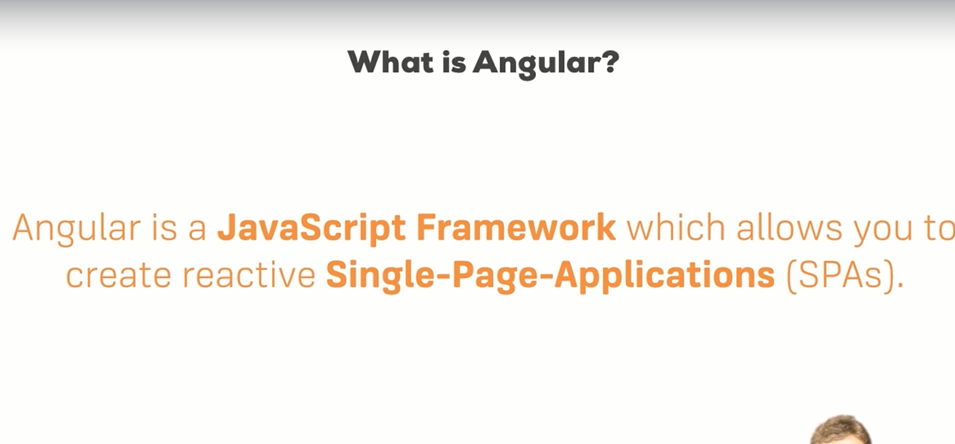 What is Angular?
Angular is a JavaScript Framework which allows you to
create reactive Single-Page-Applications (SPAs).